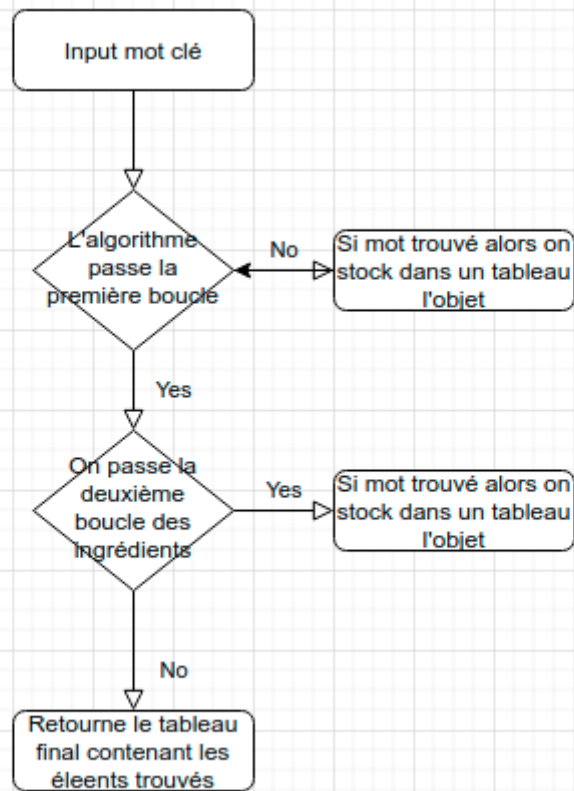 Input mot clé
L'algorithme
passe la
première boucle
No
Si mot trouvé alors on
stock dans un tableau
l'objet
Yes
On passe la
deuxième
boucle des
ingrédients
Yes
Si mot trouvé alors on
stock dans un tableau
l'objet
No
Retourne le tableau
final contenant les
éleents trouvés